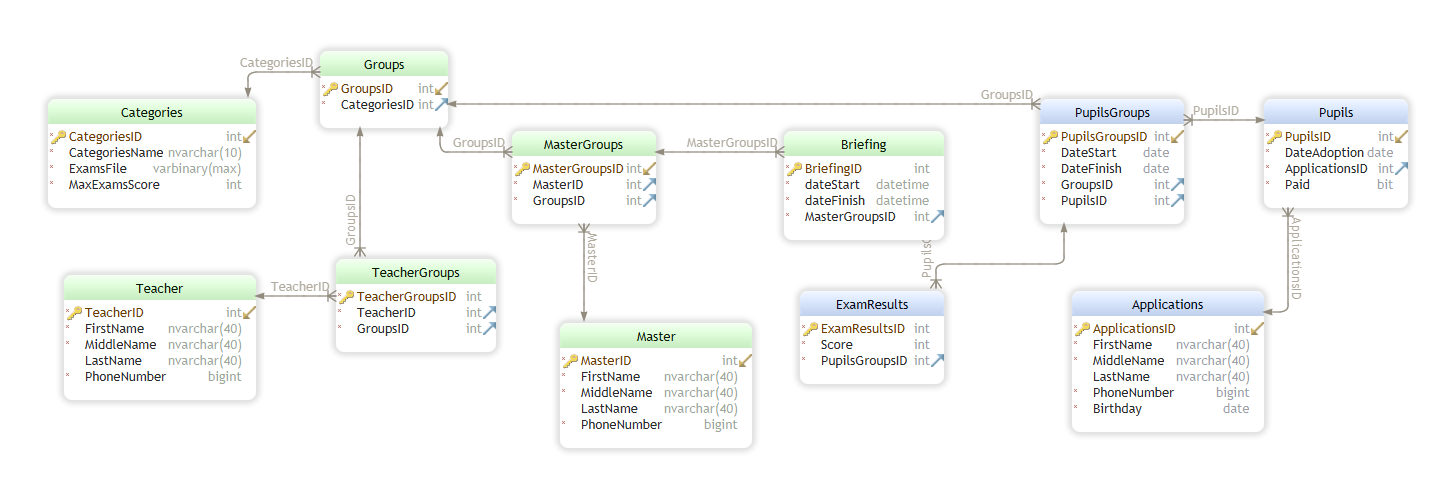 CategoriesID
Groups
GroupsID int
CategoriesID int
Categories
CategoriesID int
CategoriesName nvarchar(10)
ExamsFile varbinary(max)
MaxExamsScore int
GroupsID
GroupsID
MasterGroups
MasterGroupsID int
MasterID int
GroupsID int
MasterGroupsID
Briefing
BriefingID int
dateStart datetime
dateFinish datetime
MasterGroupsID int
GroupsID
PupilsGroups
PupilsGroupsID int
DateStart date
DateFinish date
GroupsID int
PupilsID int
PupilsID
Pupils
PupilsID int
DateAdoption date
ApplicationsID int
Paid bit
Teacher
TeacherID int
FirstName nvarchar(40)
MiddleName nvarchar(40)
LastName nvarchar(40)
PhoneNumber bigint
TeacherID
TeacherGroups
TeacherGroupsID int
TeacherID int
GroupsID int
MasterID
Master
MasterID int
FirstName nvarchar(40)
MiddleName nvarchar(40)
LastName nvarchar(40)
PhoneNumber bigint
ExamResults
ExamResultsID int
Score int
PupilsGroupsID int
ApplicationsID
Applications
ApplicationsID int
FirstName nvarchar(40)
MiddleName nvarchar(40)
LastName nvarchar(40)
PhoneNumber bigint
Birthday date